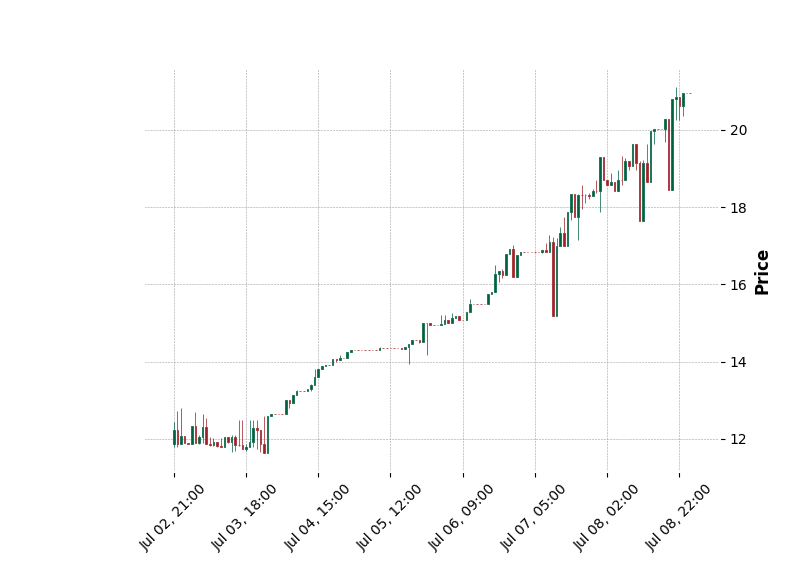 20
18
16
14
12
Price
Jul 02, 21:00
Jul 03, 18:00
Jul 04, 15:00
Jul 05, 12:00
Jul 06, 09:00
Jul 07, 05:00
Jul 08, 02:00
Jul 08, 22:00